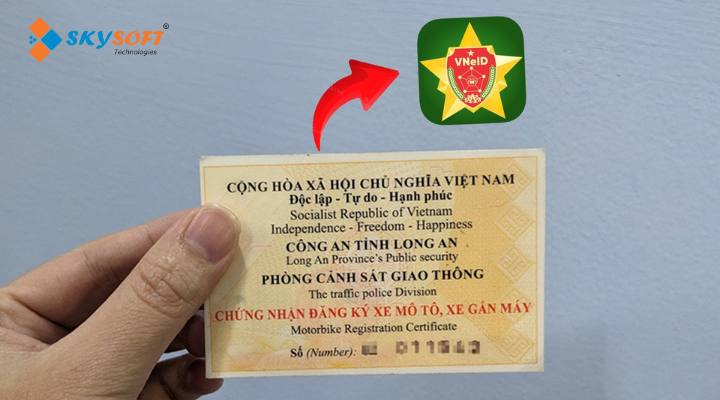 SKYSOFT®
Technologies
VNeID
CỘNG HÒA XÃ HỘI CHỦ NGHĨA VIỆT NAM
Độc lập - Tự do - Hạnh phúc
Socialist Republic of Vietnam
Independence - Freedom - Happiness
CÔNG AN TỈNH LONG AN
Long An Province's Public security
PHÒNG CẢNH SÁT GIAO THÔNG
The traffic police Division
CHỨNG NHẬN ĐĂNG KÝ XE MÔ TÔ, XE GẮN MÁY
Motorbike Registration Certificate
Số (Number):